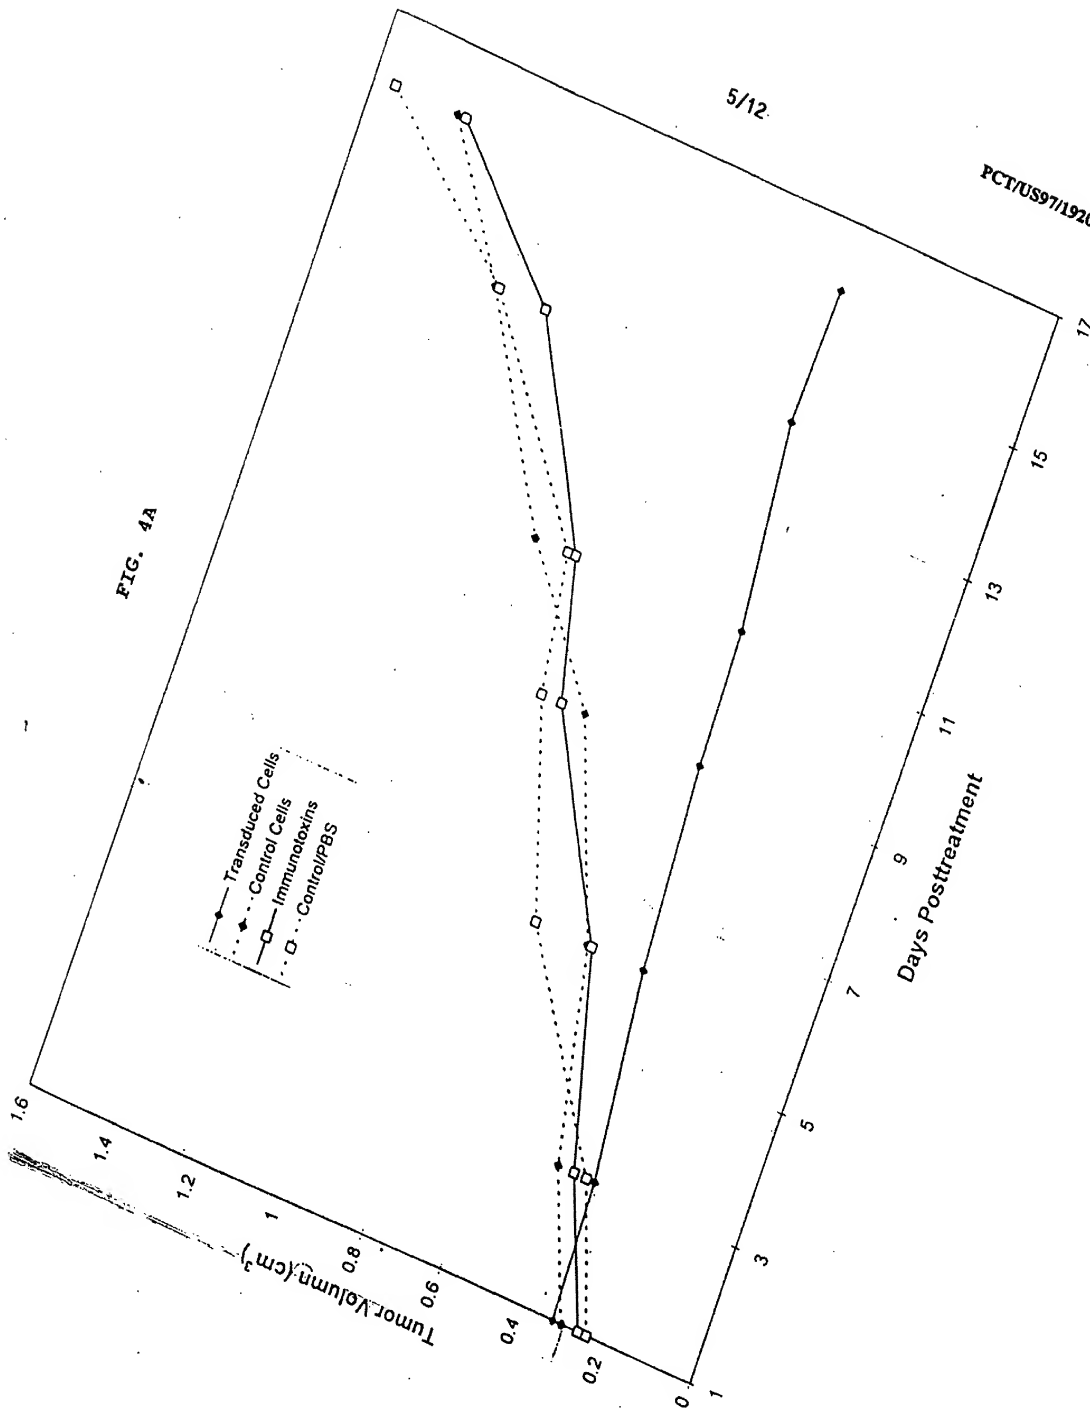 PCT/US97/1920
5/12
FIG. 4A
Transduced Cells
Control Cells
Immunotoxins
Control/PBS
Tumor Volumn (cm³)
1.6
1.4
1.2
1
0.8
0.6
0.4
0.2
0
1
3
5
7
9
11
13
15
17
Days Posttreatment